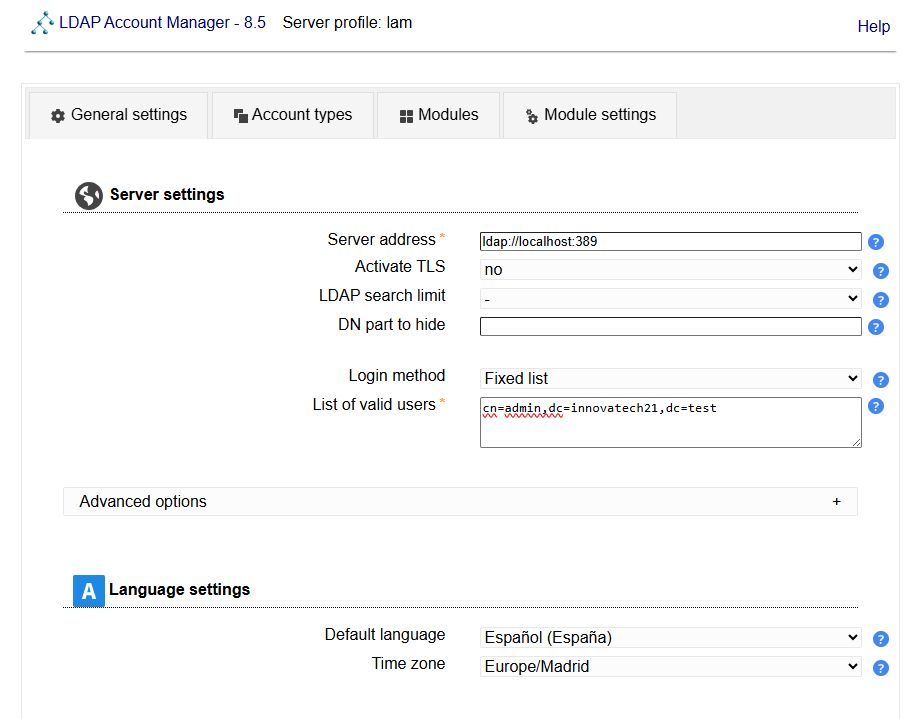 LDAP Account Manager - 8.5 Server profile: lam
Help
General settings Account types Modules Module settings
Server settings
Server address * ldap://localhost:389 ?
Activate TLS no ?
LDAP search limit - ?
DN part to hide ?
Login method Fixed list ?
List of valid users * cn=admin,dc=innovatech21,dc=test ?
Advanced options +
A Language settings
Default language Español (España) ?
Time zone Europe/Madrid ?